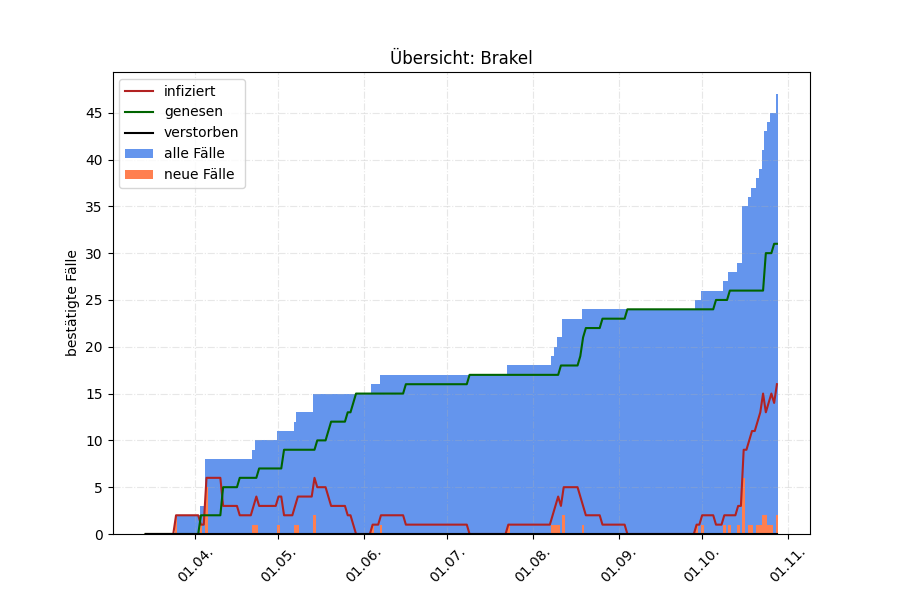 Übersicht: Brakel
infiziert
genesen
verstorben
alle Fälle
neue Fälle
bestätigte Fälle
45
40
35
30
25
20
15
10
5
0
01.04.
01.05.
01.06.
01.07.
01.08.
01.09.
01.10.
01.11.